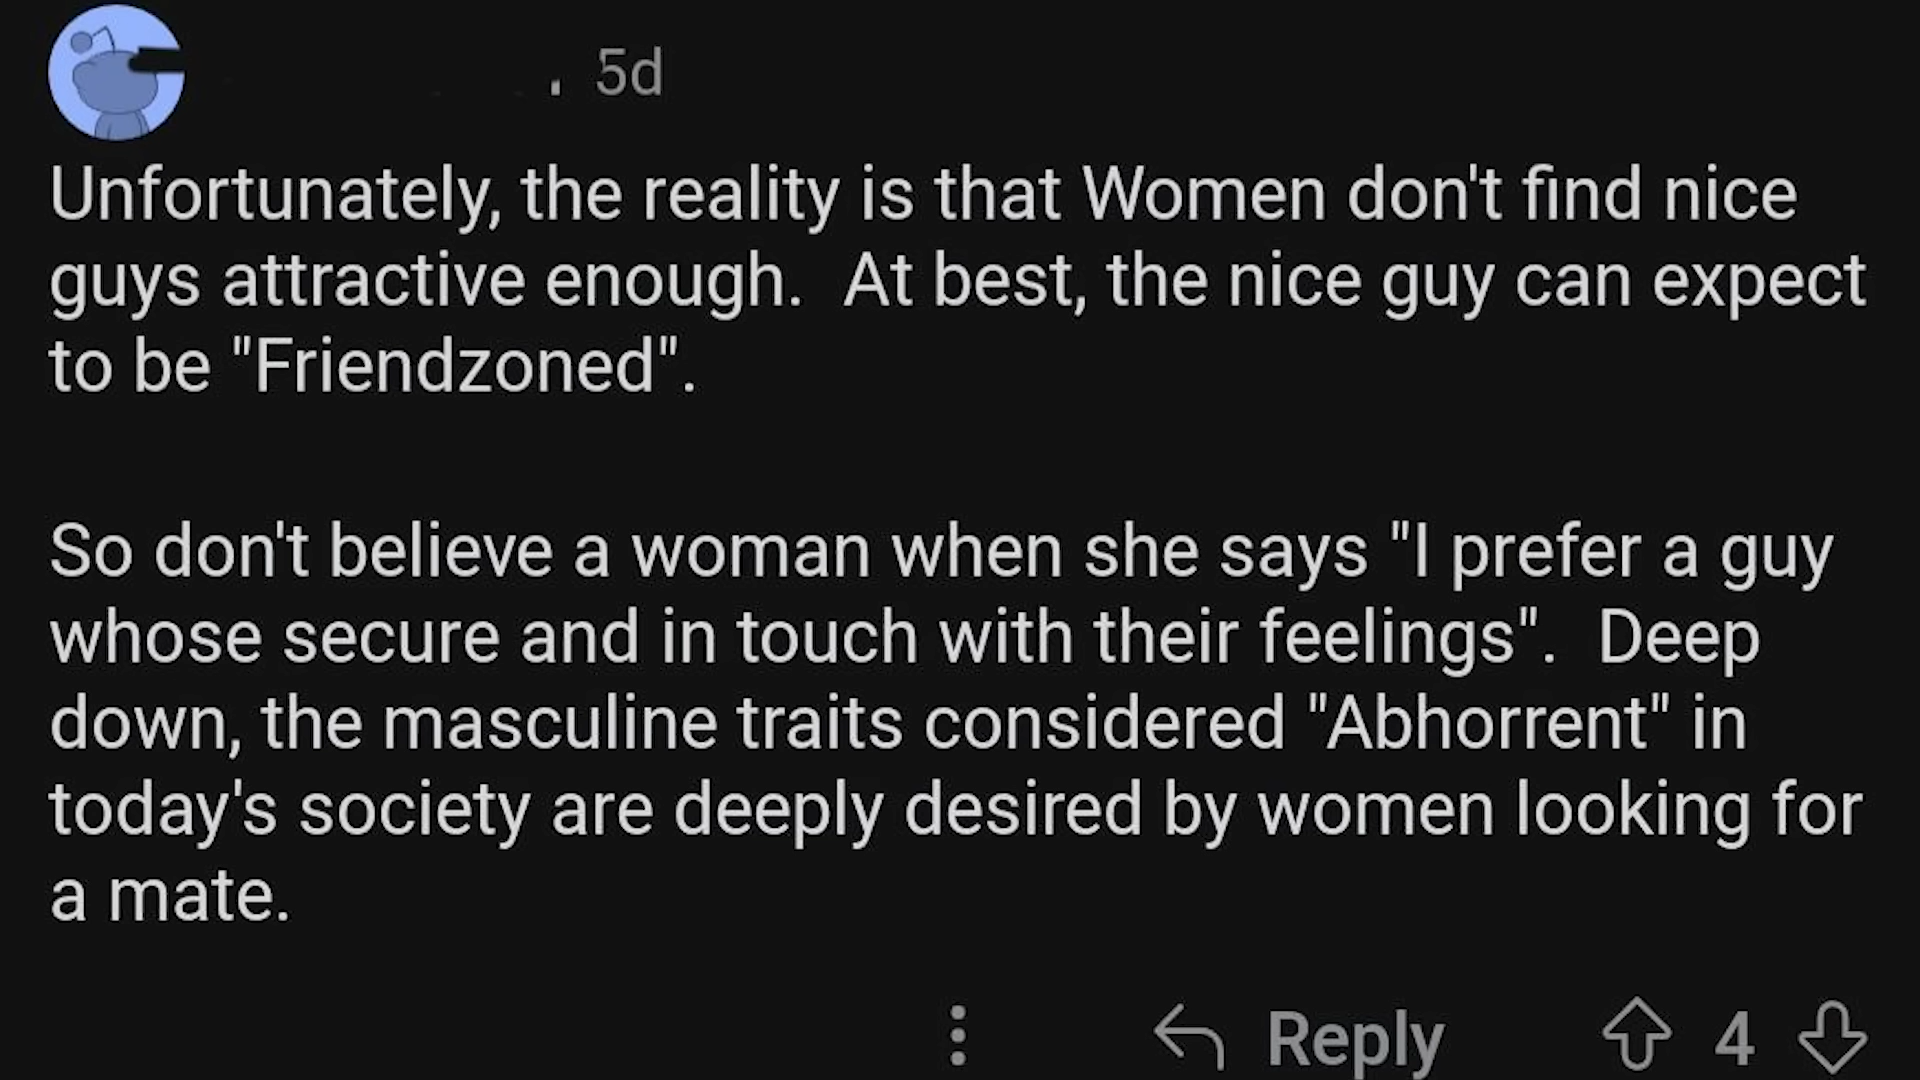 5d
Unfortunately, the reality is that Women don't find nice
guys attractive enough.  At best, the nice guy can expect
to be "Friendzoned".
So don't believe a woman when she says "I prefer a guy
whose secure and in touch with their feelings".  Deep
down, the masculine traits considered "Abhorrent" in
today's society are deeply desired by women looking for
a mate.
Reply 4